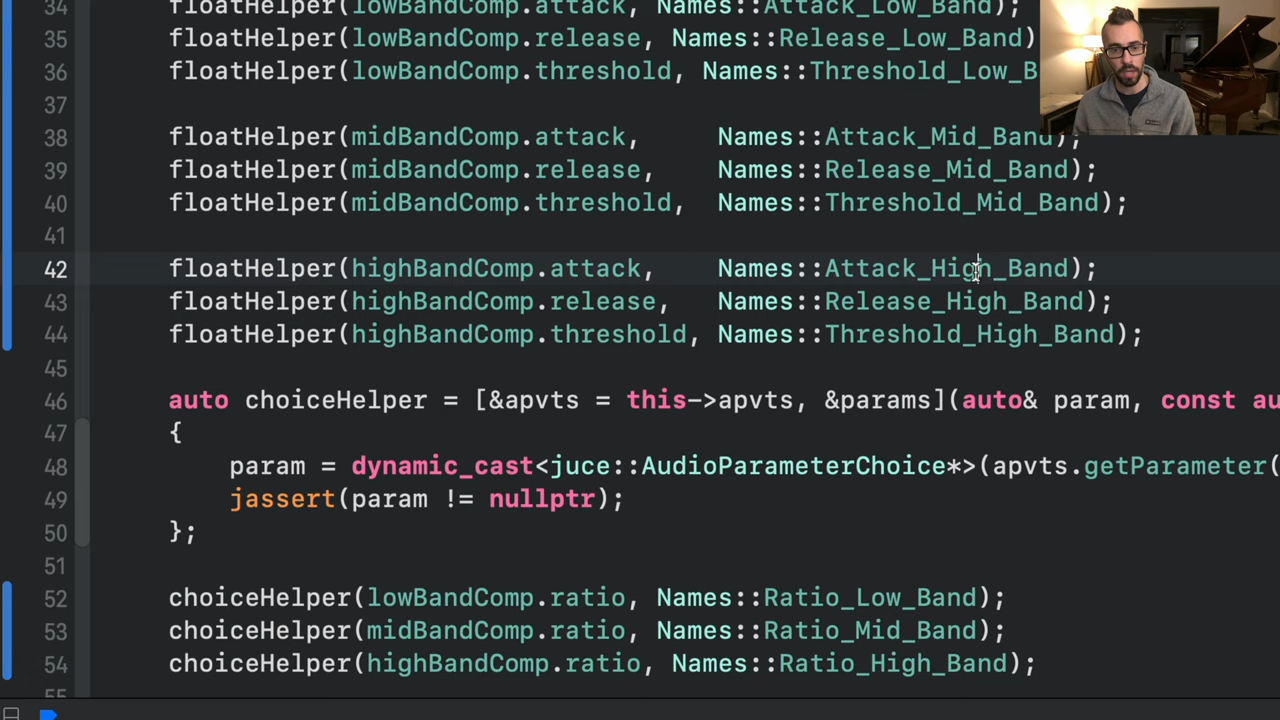 34 floatHelper(lowBandComp.attack, Names::Attack_Low_Band);
35 floatHelper(lowBandComp.release, Names::Release_Low_Band)
36 floatHelper(lowBandComp.threshold, Names::Threshold_Low_B
37
38 floatHelper(midBandComp.attack, Names::Attack_Mid_Band);
39 floatHelper(midBandComp.release, Names::Release_Mid_Band);
40 floatHelper(midBandComp.threshold, Names::Threshold_Mid_Band);
41
42 floatHelper(highBandComp.attack, Names::Attack_High_Band);
43 floatHelper(highBandComp.release, Names::Release_High_Band);
44 floatHelper(highBandComp.threshold, Names::Threshold_High_Band);
45
46 auto choiceHelper = [&apvts = this->apvts, &params](auto& param, const au
47 {
48 param = dynamic_cast<juce::AudioParameterChoice*>(apvts.getParameter(
49 jassert(param != nullptr);
50 };
51
52 choiceHelper(lowBandComp.ratio, Names::Ratio_Low_Band);
53 choiceHelper(midBandComp.ratio, Names::Ratio_Mid_Band);
54 choiceHelper(highBandComp.ratio, Names::Ratio_High_Band);
55